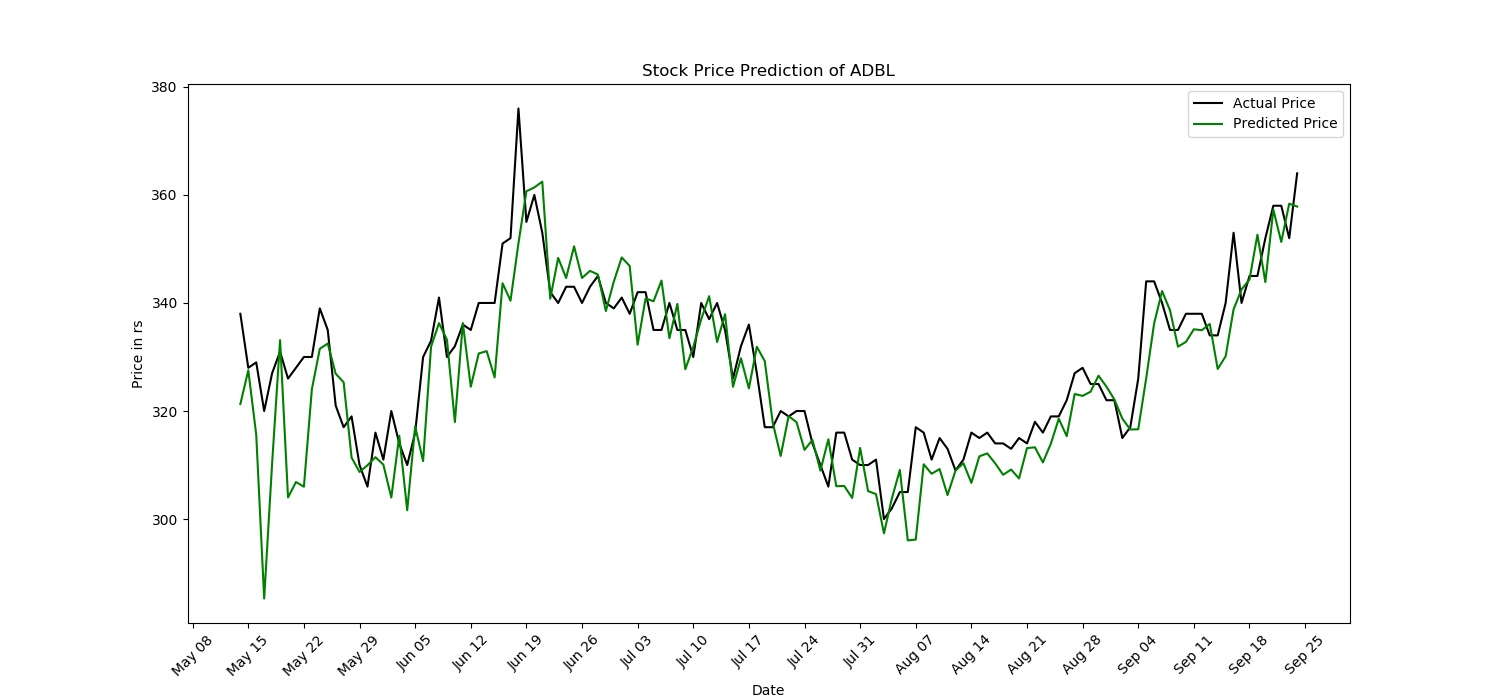 Stock Price Prediction of ADBL
Actual Price
Predicted Price
380
360
340
320
300
Price in rs
May 08
May 15
May 22
May 29
Jun 05
Jun 12
Jun 19
Jun 26
Jul 03
Jul 10
Jul 17
Jul 24
Jul 31
Aug 07
Aug 14
Aug 21
Aug 28
Sep 04
Sep 11
Sep 18
Sep 25
Date